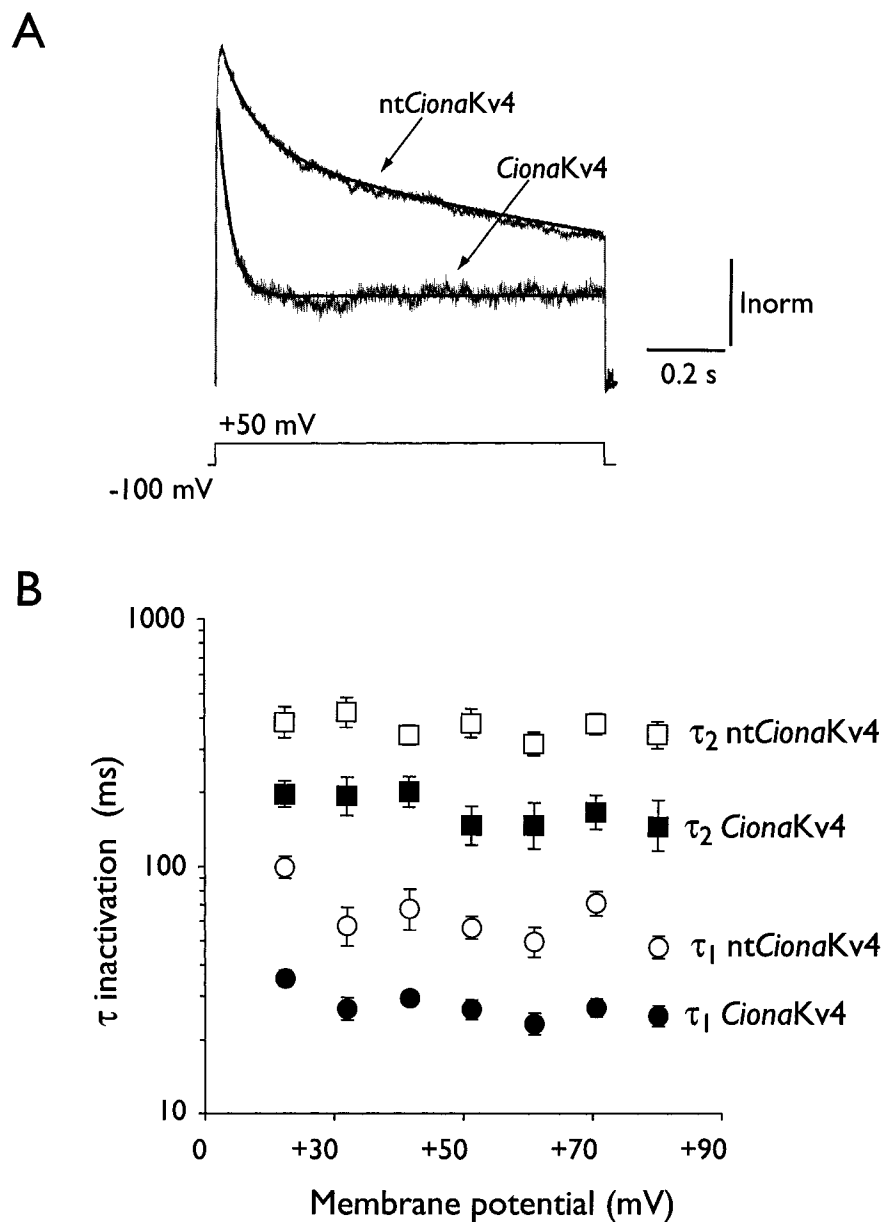 A
ntCionaKv4
CionaKv4
Inorm
0.2 s
+50 mV
-100 mV
B
1000
100
10
τ inactivation (ms)
τ2 ntCionaKv4
τ2 CionaKv4
τ1 ntCionaKv4
τ1 CionaKv4
0 +30 +50 +70 +90
Membrane potential (mV)